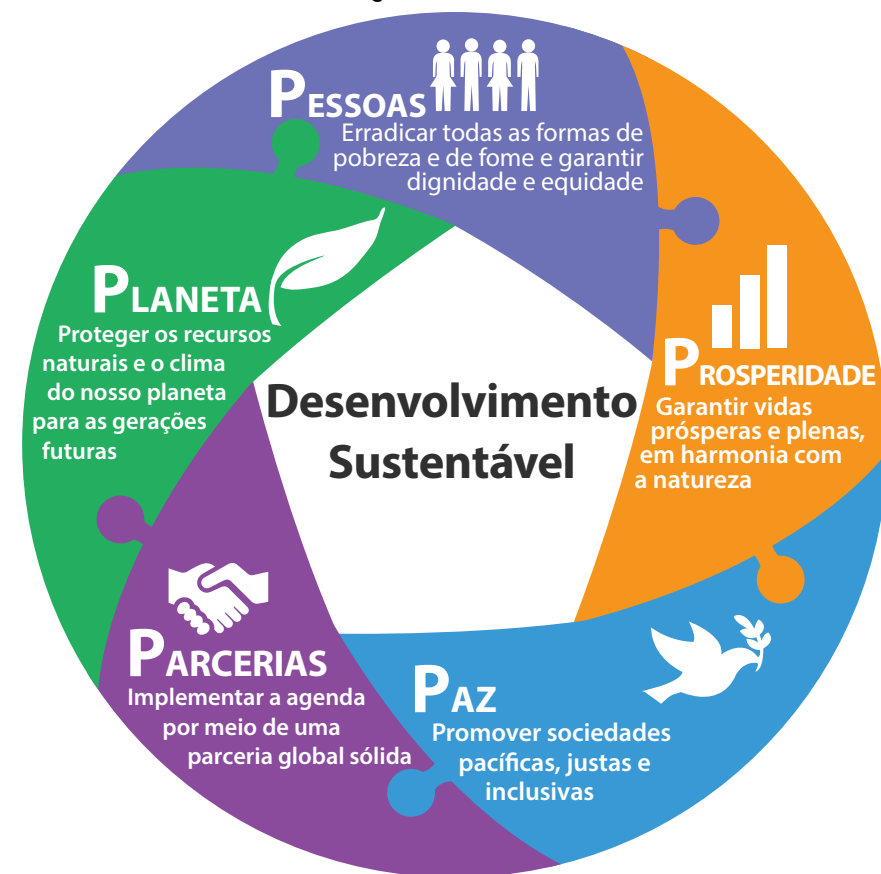 PESSOAS
Erradicar todas as formas de
pobreza e de fome e garantir
dignidade e equidade
PLANETA
Proteger os recursos
naturais e o clima
do nosso planeta
para as gerações
futuras
PROSPERIDADE
Garantir vidas
prósperas e plenas,
em harmonia com
a natureza
Desenvolvimento
Sustentável
PARCERIAS
Implementar a agenda
por meio de uma
parceria global sólida
PAZ
Promover sociedades
pacíficas, justas e
inclusivas